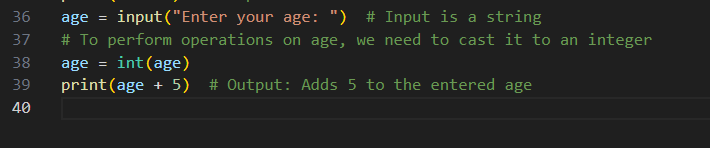 36 age = input("Enter your age: ")  # Input is a string
37 # To perform operations on age, we need to cast it to an integer
38 age = int(age)
39 print(age + 5)  # Output: Adds 5 to the entered age
40